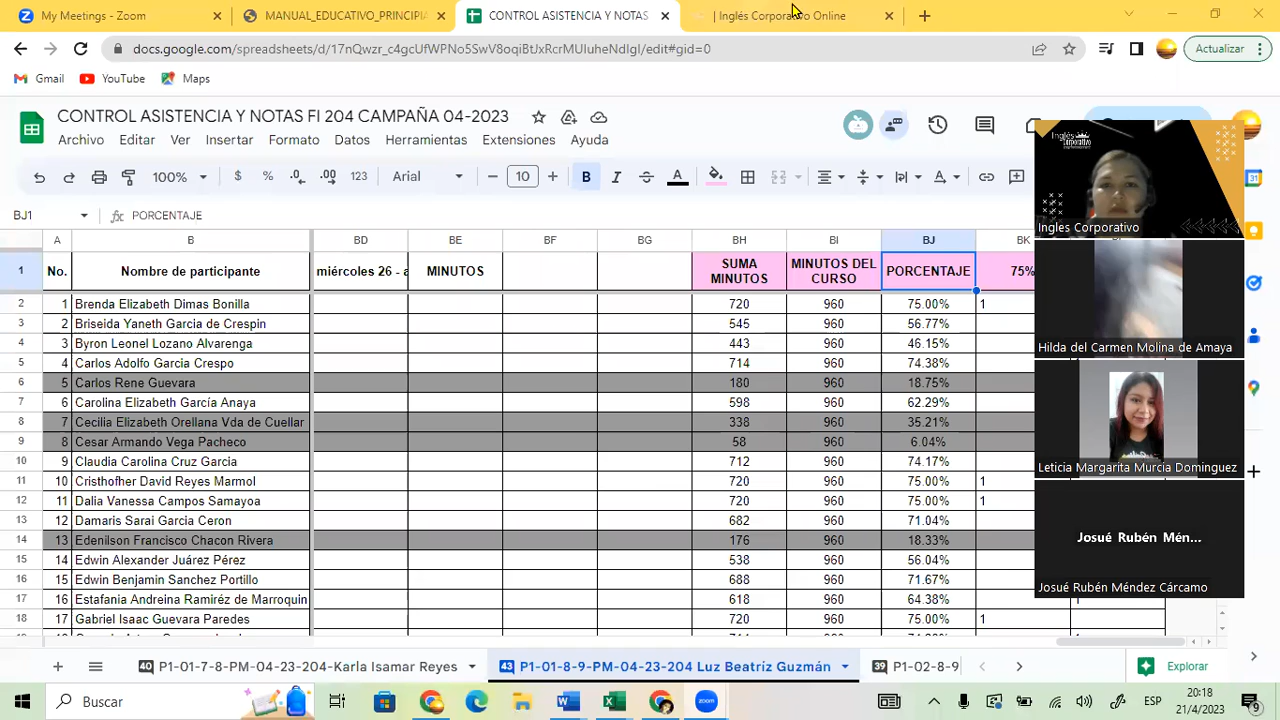 My Meetings - Zoom
MANUAL_EDUCATIVO_PRINCIPIA
CONTROL ASISTENCIA Y NOTAS
| Inglés Corporativo Online
docs.google.com/spreadsheets/d/17nQwzr_c4gcUfWPNo5SwV8oqiBtJxRcrMUIuheNdIgI/edit#gid=0
Actualizar
Gmail YouTube Maps
CONTROL ASISTENCIA Y NOTAS FI 204 CAMPAÑA 04-2023
Archivo Editar Ver Insertar Formato Datos Herramientas Extensiones Ayuda
100% $ % .0 .00 123 Arial 10 B I A A
BJ1 fx PORCENTAJE
A B BD BE BF BG BH BI BJ BK
1 No. Nombre de participante miércoles 26 - a MINUTOS SUMA MINUTOS MINUTOS DEL CURSO PORCENTAJE 75%
2 1 Brenda Elizabeth Dimas Bonilla 720 960 75.00% 1
3 2 Briseida Yaneth Garcia de Crespin 545 960 56.77%
4 3 Byron Leonel Lozano Alvarenga 443 960 46.15%
5 4 Carlos Adolfo Garcia Crespo 714 960 74.38%
6 5 Carlos Rene Guevara 180 960 18.75%
7 6 Carolina Elizabeth García Anaya 598 960 62.29%
8 7 Cecilia Elizabeth Orellana Vda de Cuellar 338 960 35.21%
9 8 Cesar Armando Vega Pacheco 58 960 6.04%
10 9 Claudia Carolina Cruz Garcia 712 960 74.17%
11 10 Cristhofher David Reyes Marmol 720 960 75.00% 1
12 11 Dalia Vanessa Campos Samayoa 720 960 75.00% 1
13 12 Damaris Sarai Garcia Ceron 682 960 71.04%
14 13 Edenilson Francisco Chacon Rivera 176 960 18.33%
15 14 Edwin Alexander Juárez Pérez 538 960 56.04%
16 15 Edwin Benjamin Sanchez Portillo 688 960 71.67%
17 16 Estafania Andreina Ramiréz de Marroquin 618 960 64.38% 1
18 17 Gabriel Isaac Guevara Paredes 720 960 75.00% 1
Inglés Corporativo
Ingles Corporativo
Hilda del Carmen Molina de Amaya
Leticia Margarita Murcia Dominguez
Josué Rubén Mén...
Josué Rubén Méndez Cárcamo
40 P1-01-7-8-PM-04-23-204-Karla Isamar Reyes
43 P1-01-8-9-PM-04-23-204 Luz Beatríz Guzmán
39 P1-02-8-9
Explorar
Buscar
ESP
20:18
21/4/2023
9